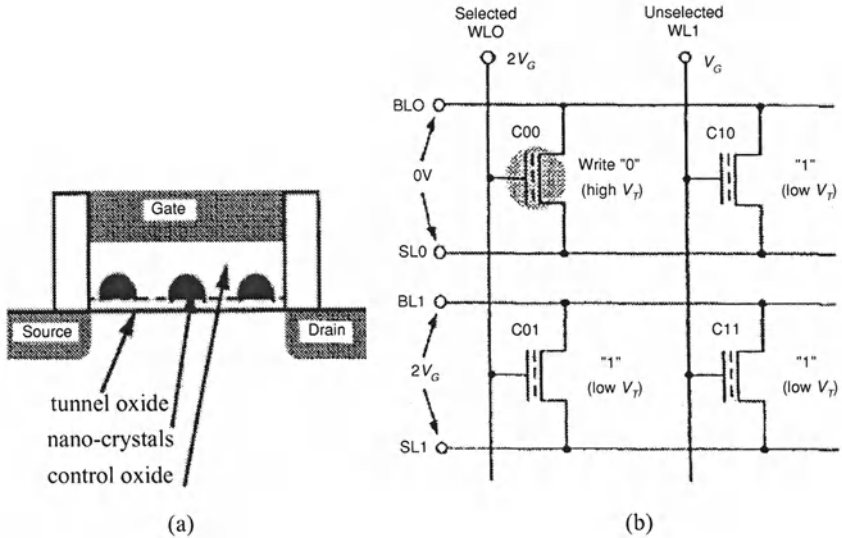 Gate
Source
Drain
tunnel oxide
nano-crystals
control oxide
(a)
Selected
WLO
Unselected
WL1
2V_G
V_G
BLO
C00
C10
0V
Write "0"
(high V_T)
"1"
(low V_T)
SL0
BL1
C01
C11
2V_G
"1"
(low V_T)
"1"
(low V_T)
SL1
(b)